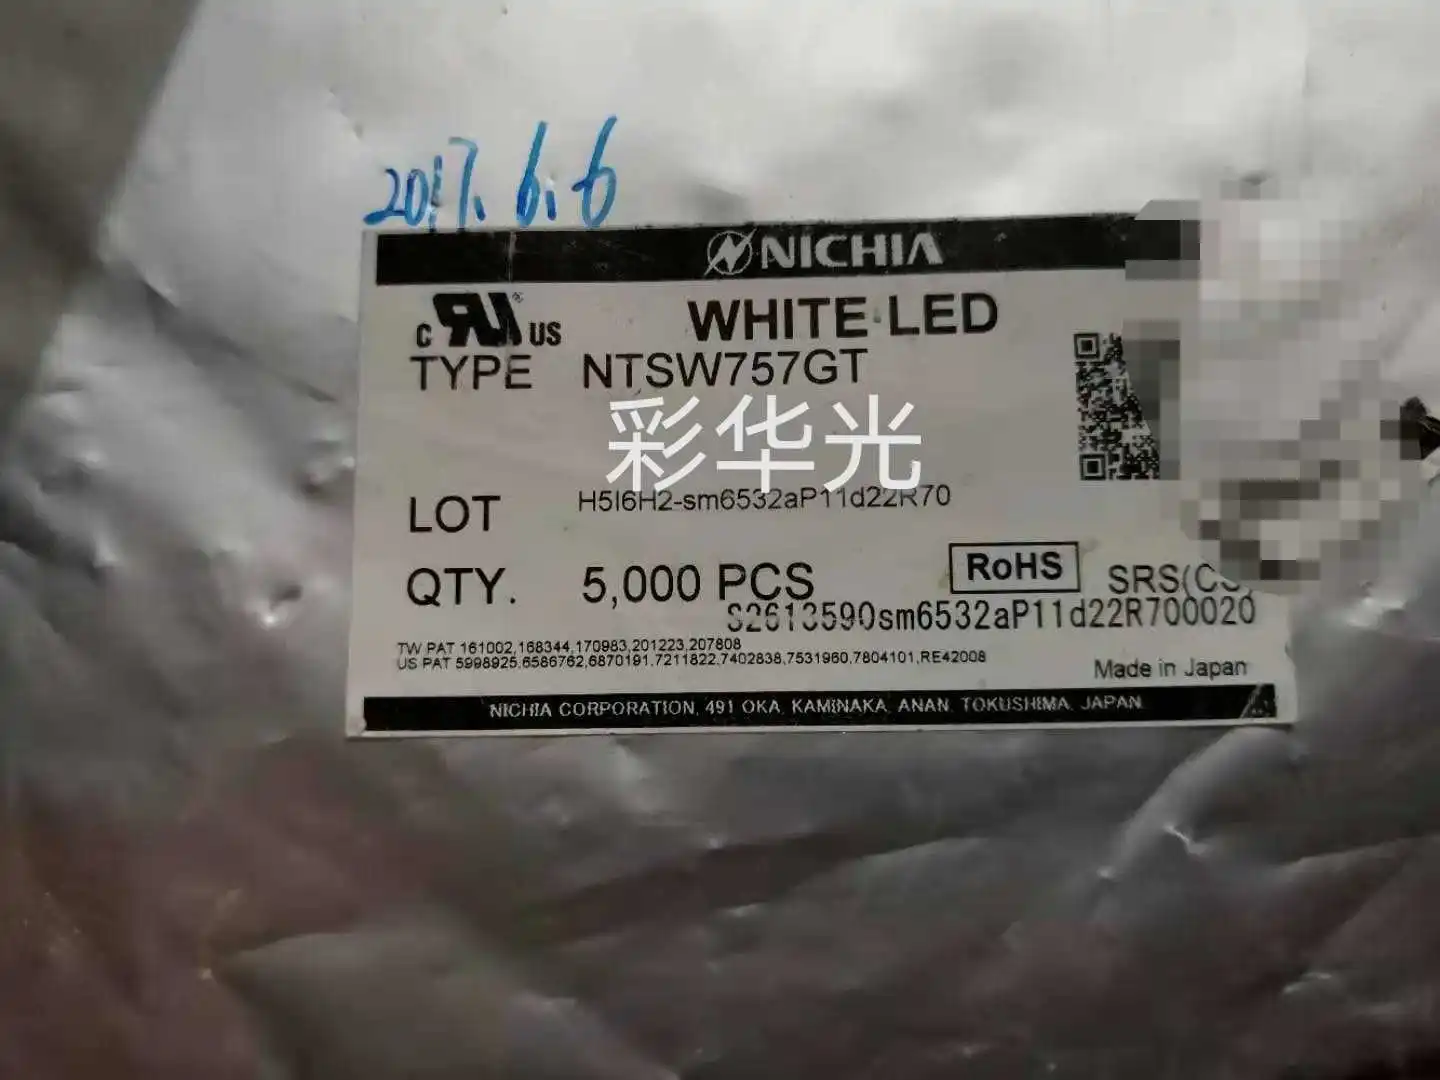 2017.6.6
NICHIA
c RU ® US
WHITE LED
TYPE NTSW757GT
彩华光
LOT H5I6H2-sm6532aP11d22R70
QTY. 5,000 PCS
RoHS
S2613590sm6532aP11d22R700020
TW PAT 161002,168344,170983,201223,207808
US PAT 5998925,6586762,6870191,7211822,7402838,7531960,7804101,RE42008
Made in Japan
NICHIA CORPORATION, 491 OKA, KAMINAKA, ANAN, TOKUSHIMA, JAPAN